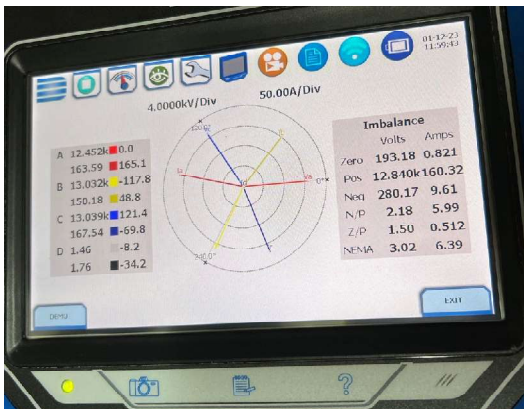 01-12-23
11:59:43
4.0000kV/Div
50.00A/Div
A 12.452k 0.0
163.59 165.1
B 13.032k -117.8
150.18 48.8
C 13.039k 121.4
167.54 -69.8
D 1.46 -8.2
1.76 -34.2
Imbalance
Volts Amps
Zero 193.18 0.821
Pos 12.840k 160.32
Neg 280.17 9.61
N/P 2.18 5.99
Z/P 1.50 0.512
NEMA 3.02 6.39
DEMO
EXIT